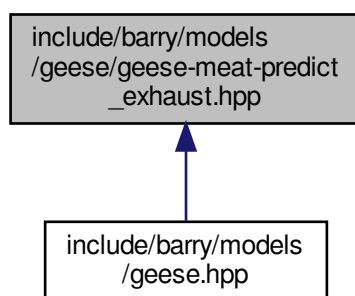 include/barry/models
/geese/geese-meat-predict
_exhaust.hpp
include/barry/models
/geese.hpp